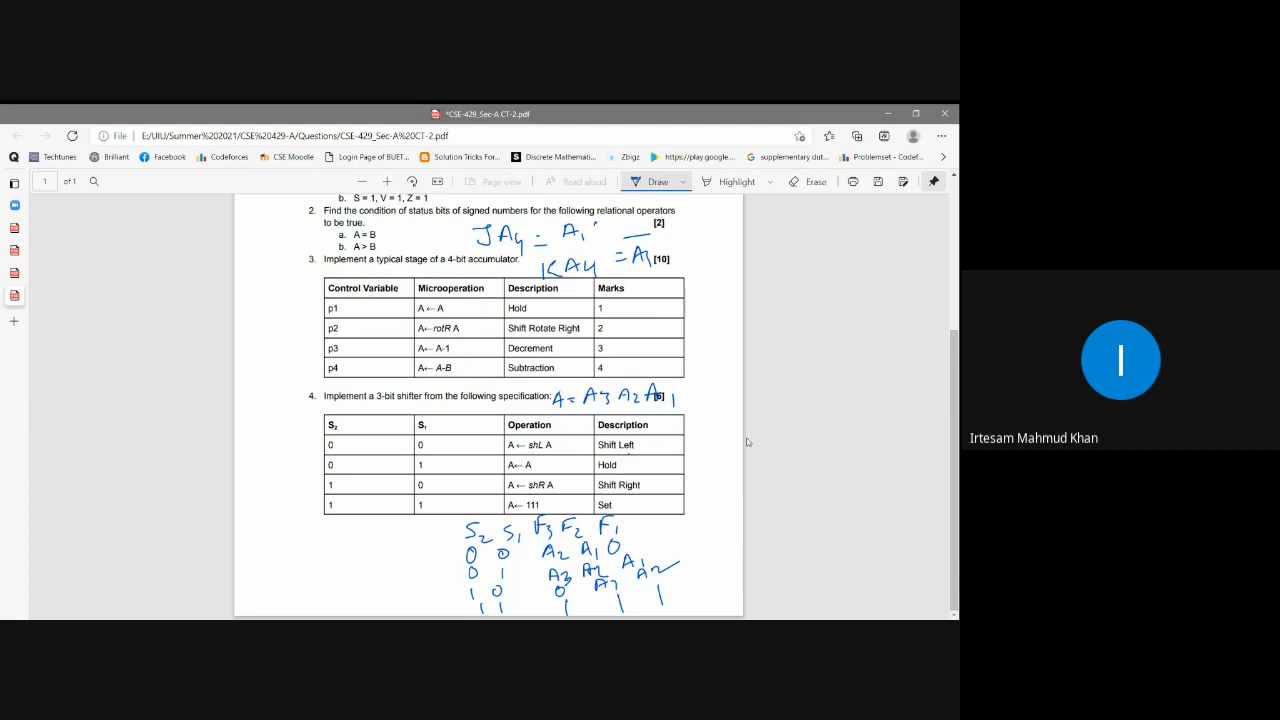 *CSE-429_Sec-A CT-2.pdf
File E:/UIU/Summer%202021/CSE%20429-A/Questions/CSE-429_Sec-A%20CT-2.pdf
Techtunes Brilliant Facebook Codeforces CSE Moodle Login Page of BUET... Solution Tricks For... Discrete Mathemati... Zbigz https://play.google... supplementary dut... Problemset - Codef...
1 of 1 Page view Read aloud Draw Highlight Erase
b. S = 1, V = 1, Z = 1
2. Find the condition of status bits of signed numbers for the following relational operators
to be true. [2]
a. A = B
b. A > B
JA4 = A1
KA4 = A1
3. Implement a typical stage of a 4-bit accumulator. [10]
Control Variable Microoperation Description Marks
p1 A ← A Hold 1
p2 A←rotR A Shift Rotate Right 2
p3 A← A-1 Decrement 3
p4 A← A-B Subtraction 4
4. Implement a 3-bit shifter from the following specification: A = A3 A2 A1
S2 S1 Operation Description
0 0 A ← shL A Shift Left
0 1 A← A Hold
1 0 A ← shR A Shift Right
1 1 A← 111 Set
S2 S1 F3 F2 F1
0 0 A2 A1 0
0 1 A3 A2 A1
1 0 0 A3 A2
1 1 1 1 1
I
Irtesam Mahmud Khan